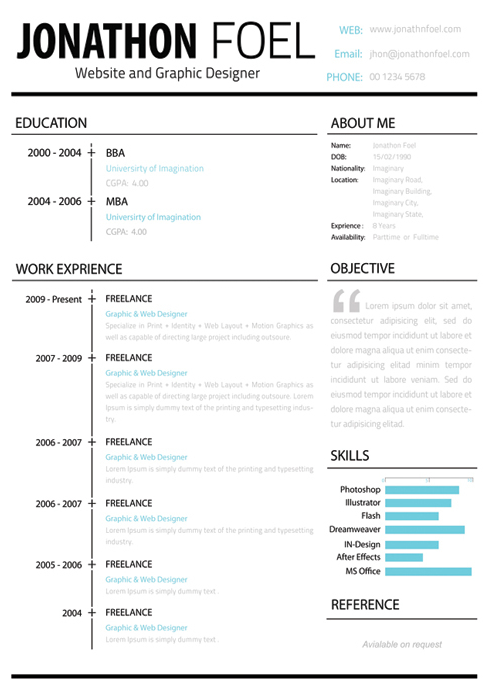 JONATHON FOEL
Website and Graphic Designer
WEB: www.jonathnfoel.com
Email: jhon@jonathonfoel.com
PHONE: 00 1234 5678
EDUCATION
2000 - 2004 BBA
Universirty of Imagination
CGPA: 4.00
2004 - 2006 MBA
Universirty of Imagination
CGPA: 4.00
WORK EXPRIENCE
2009 - Present FREELANCE
Graphic & Web Designer
Specialize in Print + Identity + Web Layout + Motion Graphics as
well as capable of directing large project including outsoure.
2007 - 2009 FREELANCE
Graphic & Web Designer
Specialize in Print + Identity + Web Layout + Motion Graphics as
well as capable of directing large project including outsoure. Lorem
Ipsum is simply dummy text of the printing and typesetting indus-
try.
2006 - 2007 FREELANCE
Graphic & Web Designer
Lorem Ipsum is simply dummy text of the printing and typesetting
industry.
2006 - 2007 FREELANCE
Graphic & Web Designer
Lorem Ipsum is simply dummy text of the printing and typesetting
industry.
2005 - 2006 FREELANCE
Graphic & Web Designer
Lorem Ipsum is simply dummy text .
2004 FREELANCE
Graphic & Web Designer
Lorem Ipsum is simply dummy text .
ABOUT ME
Name: Jonathon Foel
DOB: 15/02/1990
Nationality: Imaginary
Location: Imaginary Road,
Imaginary Building,
Imaginary City,
Imaginary State,
Exprience : 8 Years
Availability: Parttime or Fulltime
OBJECTIVE
“ Lorem ipsum dolor sit amet,
consectetur adipisicing elit, sed do
eiusmod tempor incididunt ut labore et
dolore magna aliqua ut enim consecte-
tur adipisicing elitad minim tempor
incididunt ut labore veniam. Sed do
eiusmod tempor incididunt ut labore et
dolore magna aliqua ut enim consecte-
tur adipisicing elitad.
SKILLS
Photoshop
Illustrator
Flash
Dreamweaver
IN-Design
After Effects
MS Office
REFERENCE
Avialable on request